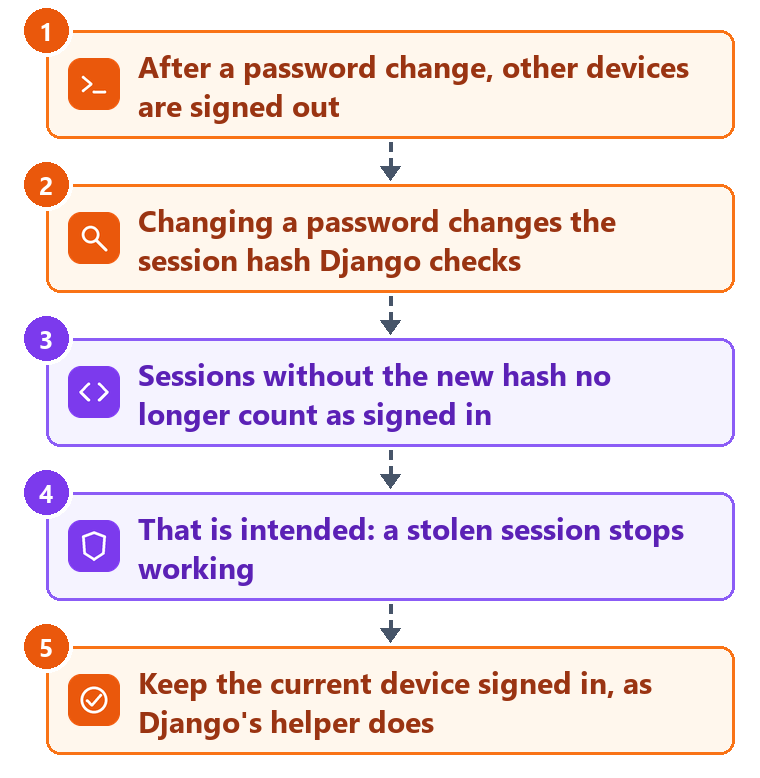 1
After a password change, other devices
are signed out
2
Changing a password changes the
session hash Django checks
3
Sessions without the new hash no
longer count as signed in
4
That is intended: a stolen session stops
working
5
Keep the current device signed in, as
Django's helper does